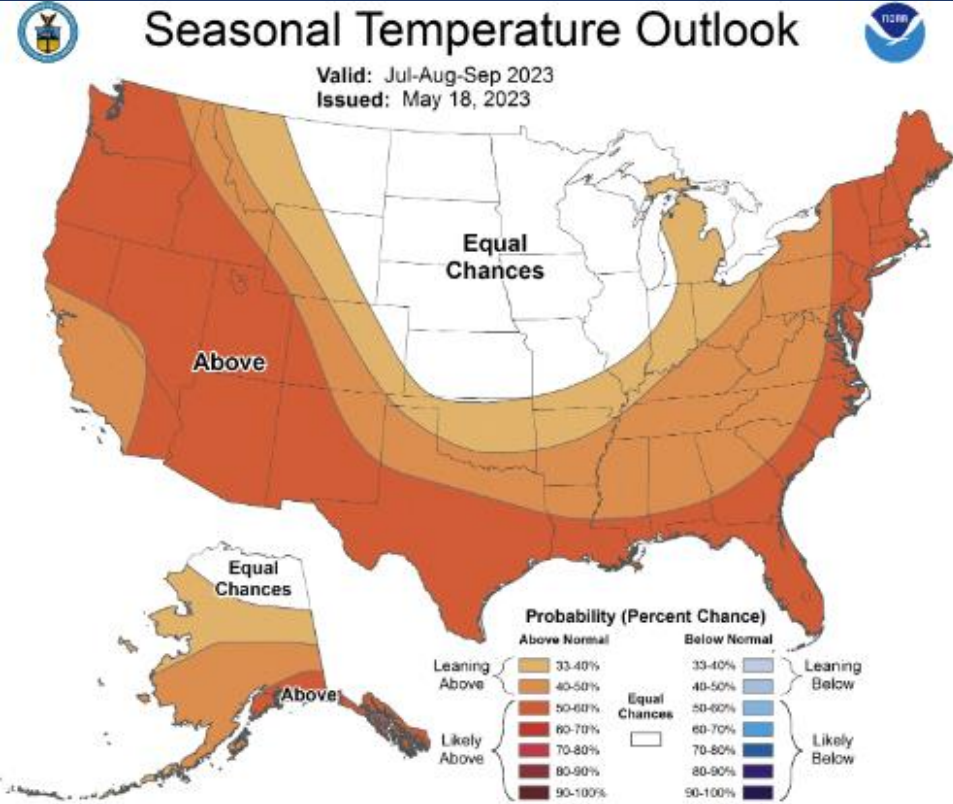 NOAA
Seasonal Temperature Outlook
Valid: Jul-Aug-Sep 2023
Issued: May 18, 2023
Equal
Chances
Above
Equal
Chances
Above
Probability (Percent Chance)
Above Normal
Below Normal
Leaning
Above
33-40%
40-50%
Likely
Above
50-60%
60-70%
70-80%
80-90%
90-100%
Equal
Chances
33-40%
40-50%
Leaning
Below
50-60%
60-70%
70-80%
80-90%
90-100%
Likely
Below